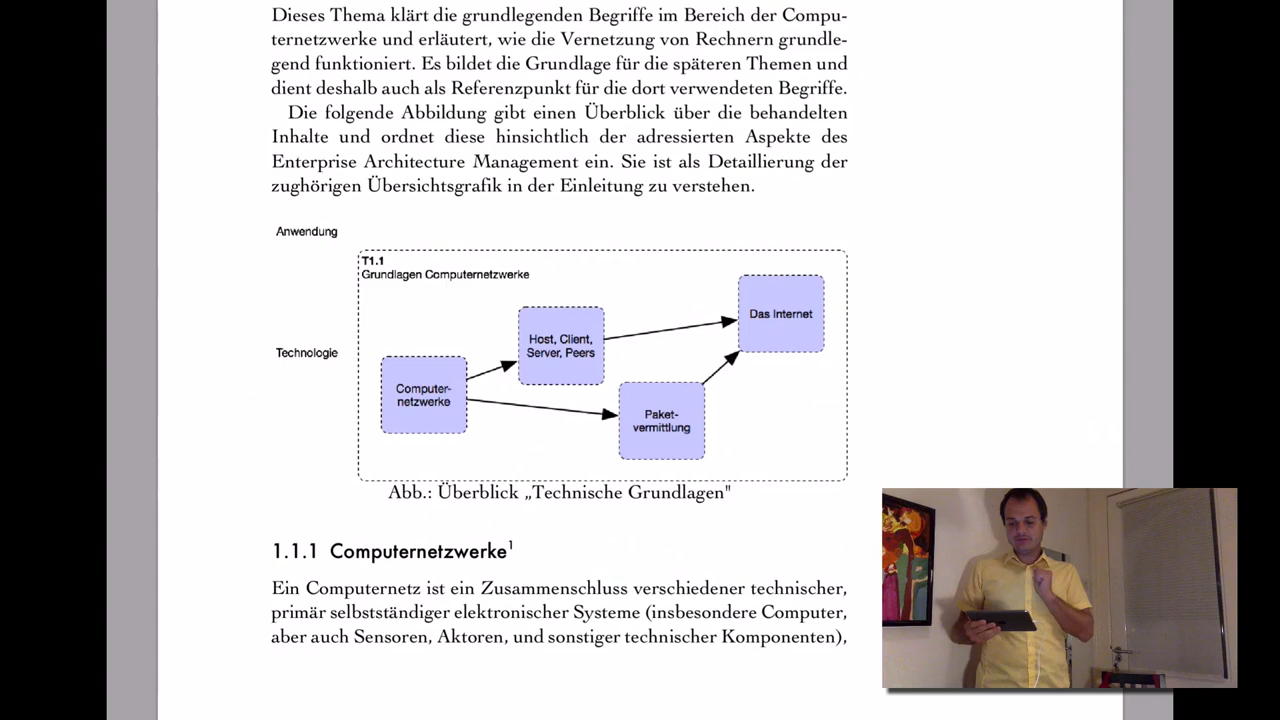 Dieses Thema klärt die grundlegenden Begriffe im Bereich der Compu-
ternetzwerke und erläutert, wie die Vernetzung von Rechnern grundle-
gend funktioniert. Es bildet die Grundlage für die späteren Themen und
dient deshalb auch als Referenzpunkt für die dort verwendeten Begriffe.
Die folgende Abbildung gibt einen Überblick über die behandelten
Inhalte und ordnet diese hinsichtlich der adressierten Aspekte des
Enterprise Architecture Management ein. Sie ist als Detaillierung der
zughörigen Übersichtsgrafik in der Einleitung zu verstehen.
Anwendung
T1.1
Grundlagen Computernetzwerke
Das Internet
Host, Client,
Server, Peers
Technologie
Computer-
netzwerke
Paket-
vermittlung
Abb.: Überblick „Technische Grundlagen"
1.1.1 Computernetzwerke1
Ein Computernetz ist ein Zusammenschluss verschiedener technischer,
primär selbstständiger elektronischer Systeme (insbesondere Computer,
aber auch Sensoren, Aktoren, und sonstiger technischer Komponenten),